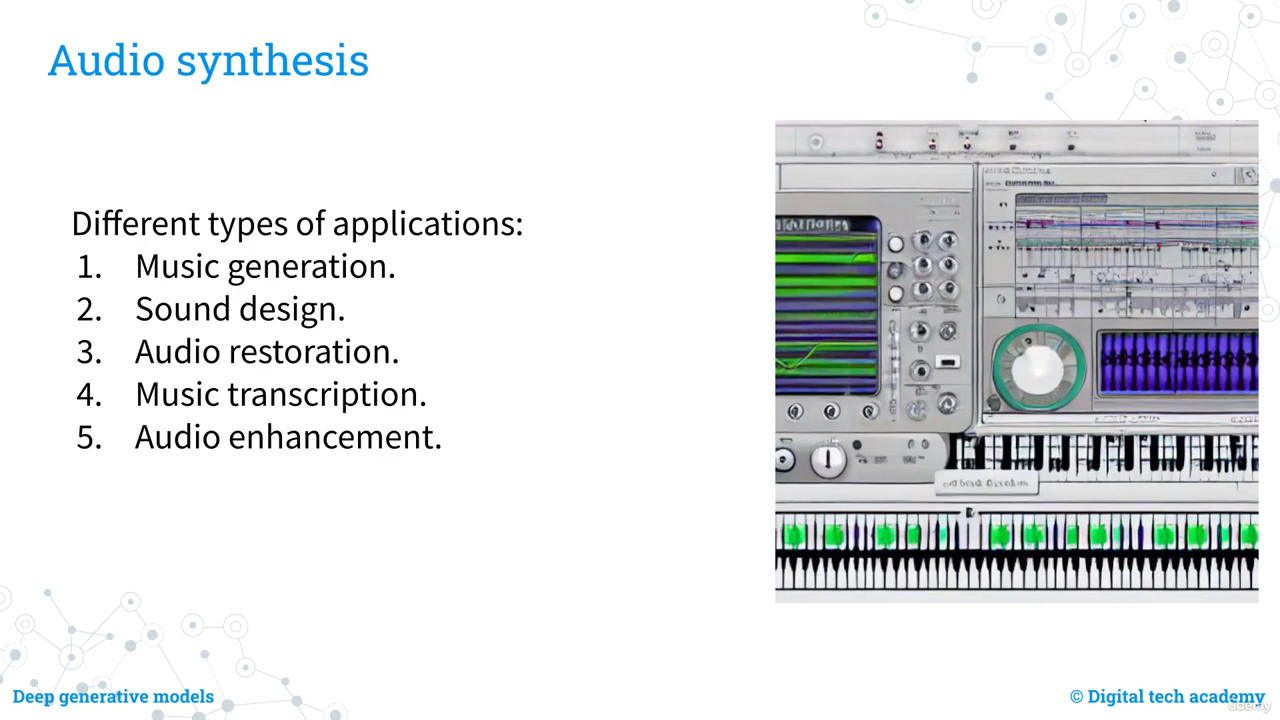 Audio synthesis
Different types of applications:
1. Music generation.
2. Sound design.
3. Audio restoration.
4. Music transcription.
5. Audio enhancement.
Deep generative models
© Digital tech academy
udemy